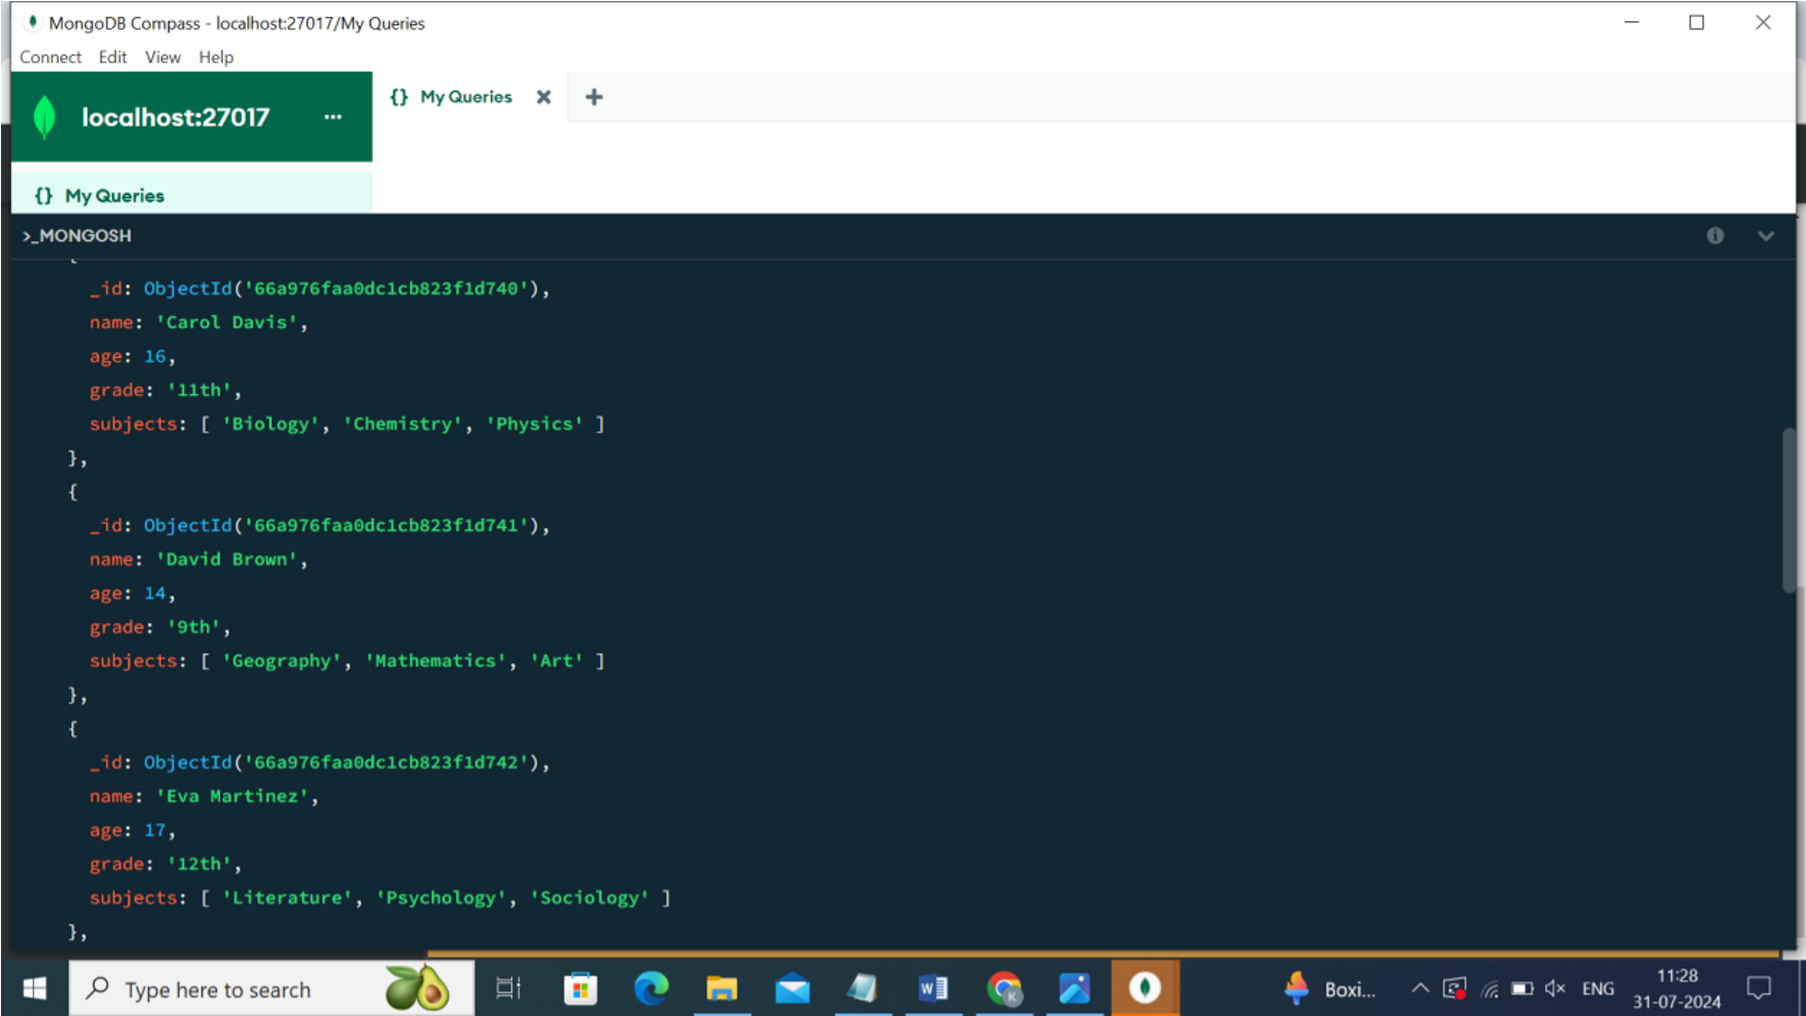 MongoDB Compass - localhost:27017/My Queries
Connect Edit View Help
localhost:27017 ...
{} My Queries × +
{} My Queries
>_MONGOSH
{
_id: ObjectId('66a976faa0dc1cb823f1d740'),
name: 'Carol Davis',
age: 16,
grade: '11th',
subjects: [ 'Biology', 'Chemistry', 'Physics' ]
},
{
_id: ObjectId('66a976faa0dc1cb823f1d741'),
name: 'David Brown',
age: 14,
grade: '9th',
subjects: [ 'Geography', 'Mathematics', 'Art' ]
},
{
_id: ObjectId('66a976faa0dc1cb823f1d742'),
name: 'Eva Martinez',
age: 17,
grade: '12th',
subjects: [ 'Literature', 'Psychology', 'Sociology' ]
},
Type here to search
W
K
Boxi...
ENG
11:28
31-07-2024